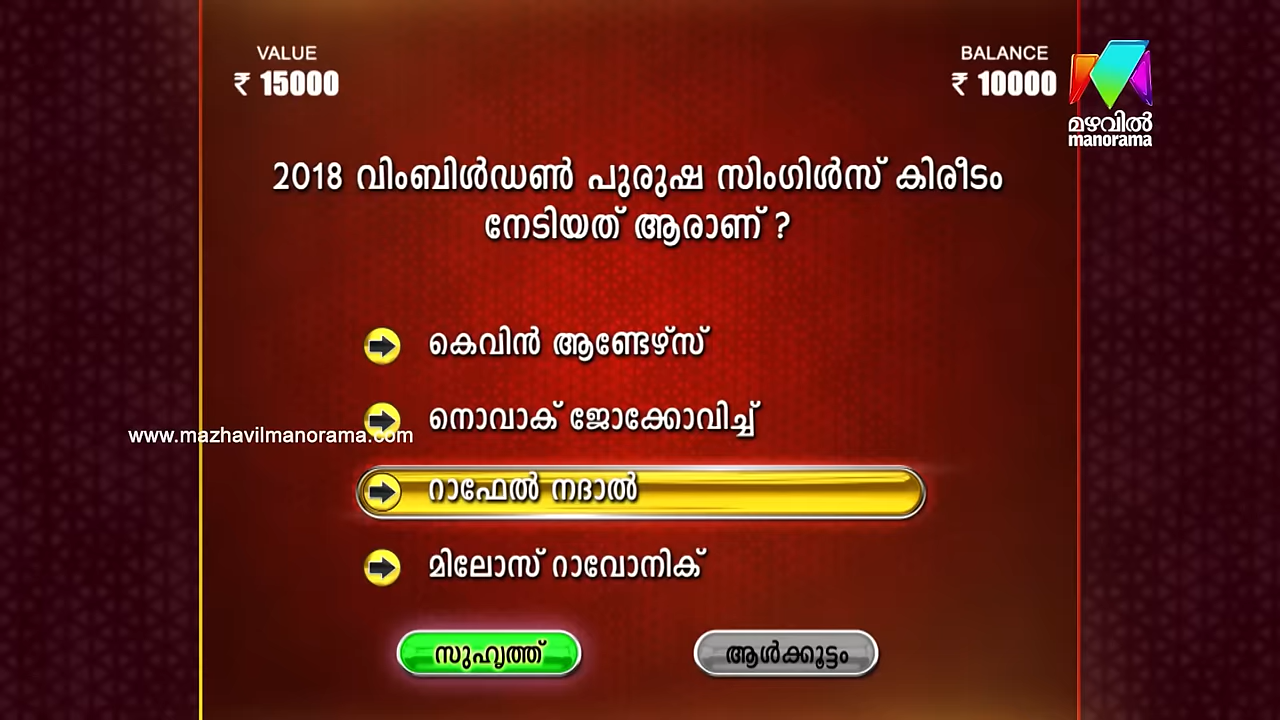 VALUE
₹ 15000
BALANCE
₹ 10000
മഴവിൽ
manorama
2018 വിംബിൾഡൺ പുരുഷ സിംഗിൾസ് കിരീടം
നേടിയത് ആരാണ് ?
കെവിൻ ആണ്ടേഴ്സ്
നൊവാക് ജോക്കോവിച്ച്
www.mazhavilmanorama.com
റാഫേൽ നദാൽ
മിലോസ് റാവോനിക്
സുഹൃത്ത്
ആൾക്കൂട്ടം